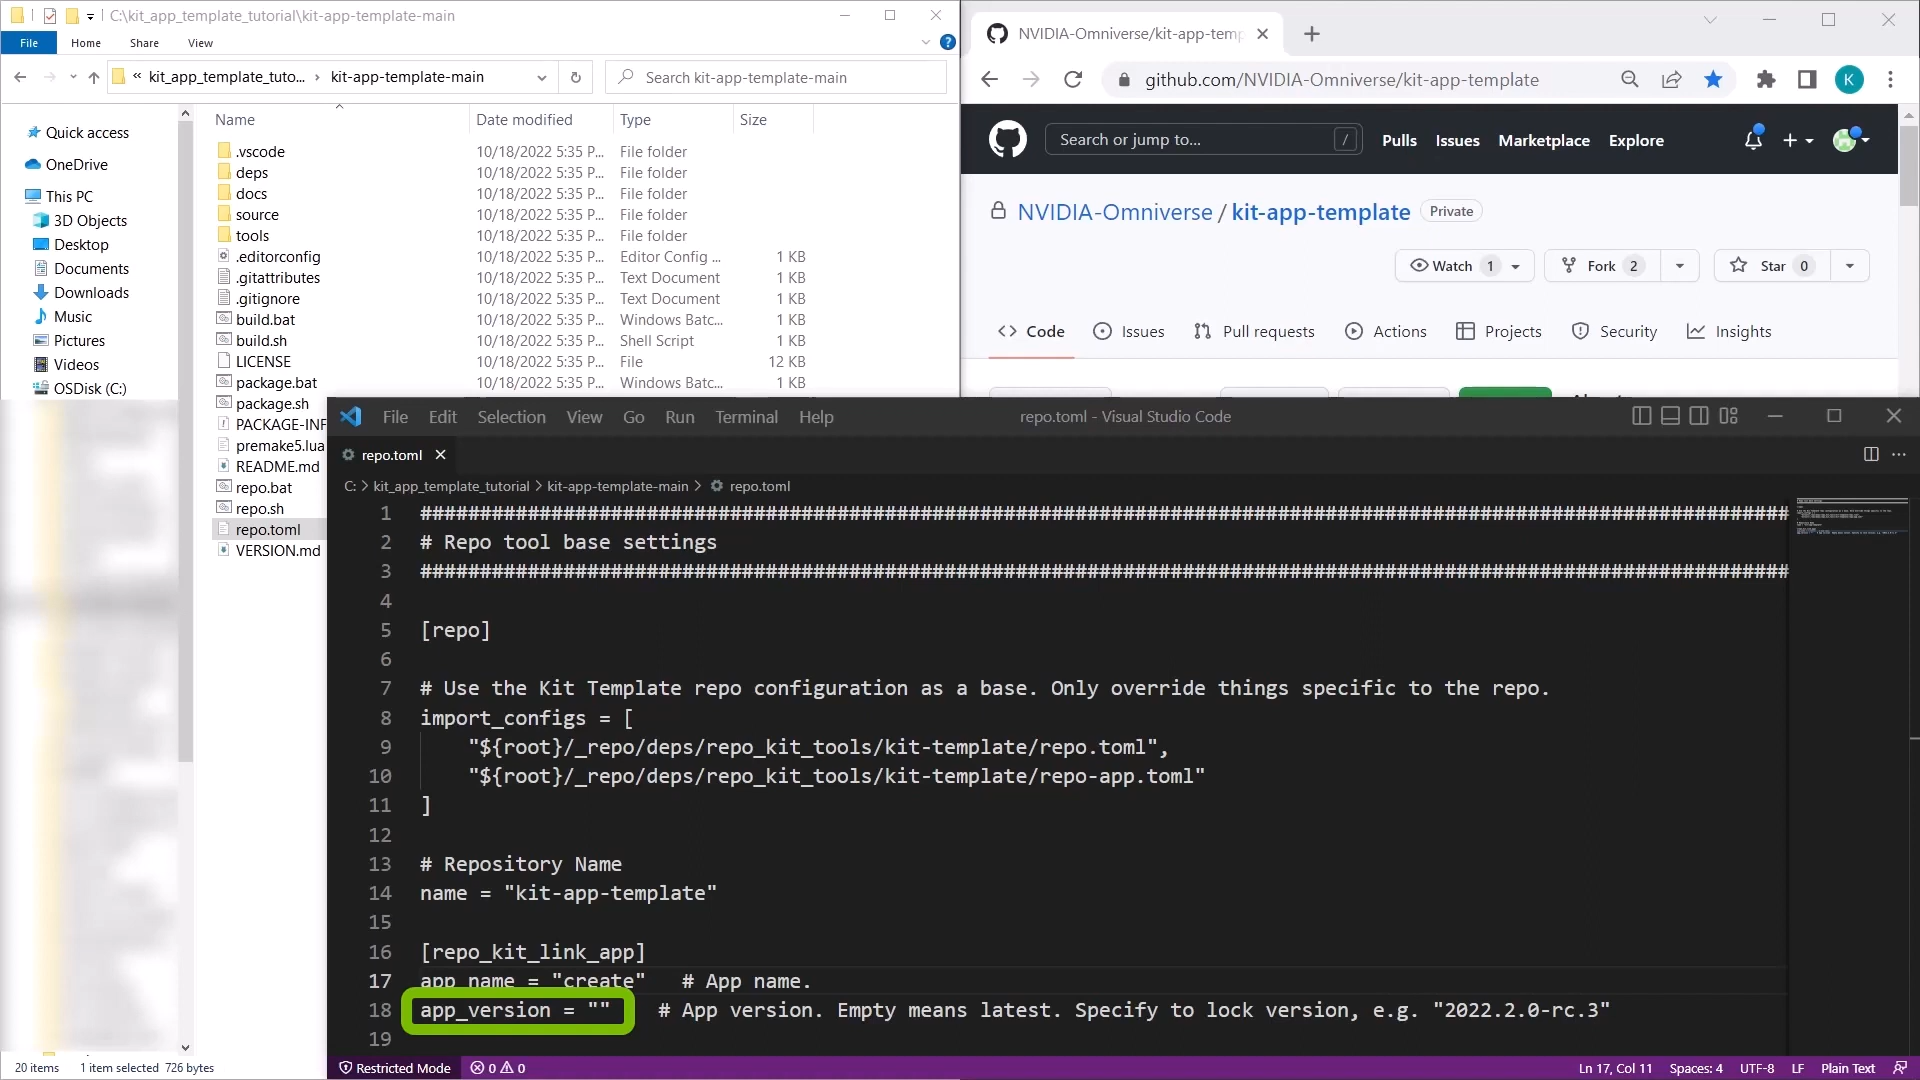 C:\kit_app_template_tutorial\kit-app-template-main
File Home Share View
« kit_app_template_tuto... › kit-app-template-main
Search kit-app-template-main
Quick access
OneDrive
This PC
3D Objects
Desktop
Documents
Downloads
Music
Pictures
Videos
OSDisk (C:)
Name Date modified Type Size
.vscode 10/18/2022 5:35 P... File folder
deps 10/18/2022 5:35 P... File folder
docs 10/18/2022 5:35 P... File folder
source 10/18/2022 5:35 P... File folder
tools 10/18/2022 5:35 P... File folder
.editorconfig 10/18/2022 5:35 P... Editor Config ... 1 KB
.gitattributes 10/18/2022 5:35 P... Text Document 1 KB
.gitignore 10/18/2022 5:35 P... Text Document 1 KB
build.bat 10/18/2022 5:35 P... Windows Batc... 1 KB
build.sh 10/18/2022 5:35 P... Shell Script 1 KB
LICENSE 10/18/2022 5:35 P... File 12 KB
package.bat 10/18/2022 5:35 P... Windows Batc... 1 KB
package.sh
PACKAGE-INF
premake5.lua
README.md
repo.bat
repo.sh
repo.toml
VERSION.md
20 items 1 item selected 726 bytes
NVIDIA-Omniverse/kit-app-temp
github.com/NVIDIA-Omniverse/kit-app-template
K
Search or jump to... /
Pulls Issues Marketplace Explore
NVIDIA-Omniverse / kit-app-template Private
Watch 1 Fork 2 Star 0
Code Issues Pull requests Actions Projects Security Insights
File Edit Selection View Go Run Terminal Help
repo.toml - Visual Studio Code
repo.toml
C: > kit_app_template_tutorial > kit-app-template-main > repo.toml
1 ####################################################################################################################
2 # Repo tool base settings
3 ####################################################################################################################
4
5 [repo]
6
7 # Use the Kit Template repo configuration as a base. Only override things specific to the repo.
8 import_configs = [
9 "${root}/_repo/deps/repo_kit_tools/kit-template/repo.toml",
10 "${root}/_repo/deps/repo_kit_tools/kit-template/repo-app.toml"
11 ]
12
13 # Repository Name
14 name = "kit-app-template"
15
16 [repo_kit_link_app]
17 app_name = "create" # App name.
18 app_version = "" # App version. Empty means latest. Specify to lock version, e.g. "2022.2.0-rc.3"
19
Restricted Mode 0 0
Ln 17, Col 11 Spaces: 4 UTF-8 LF Plain Text